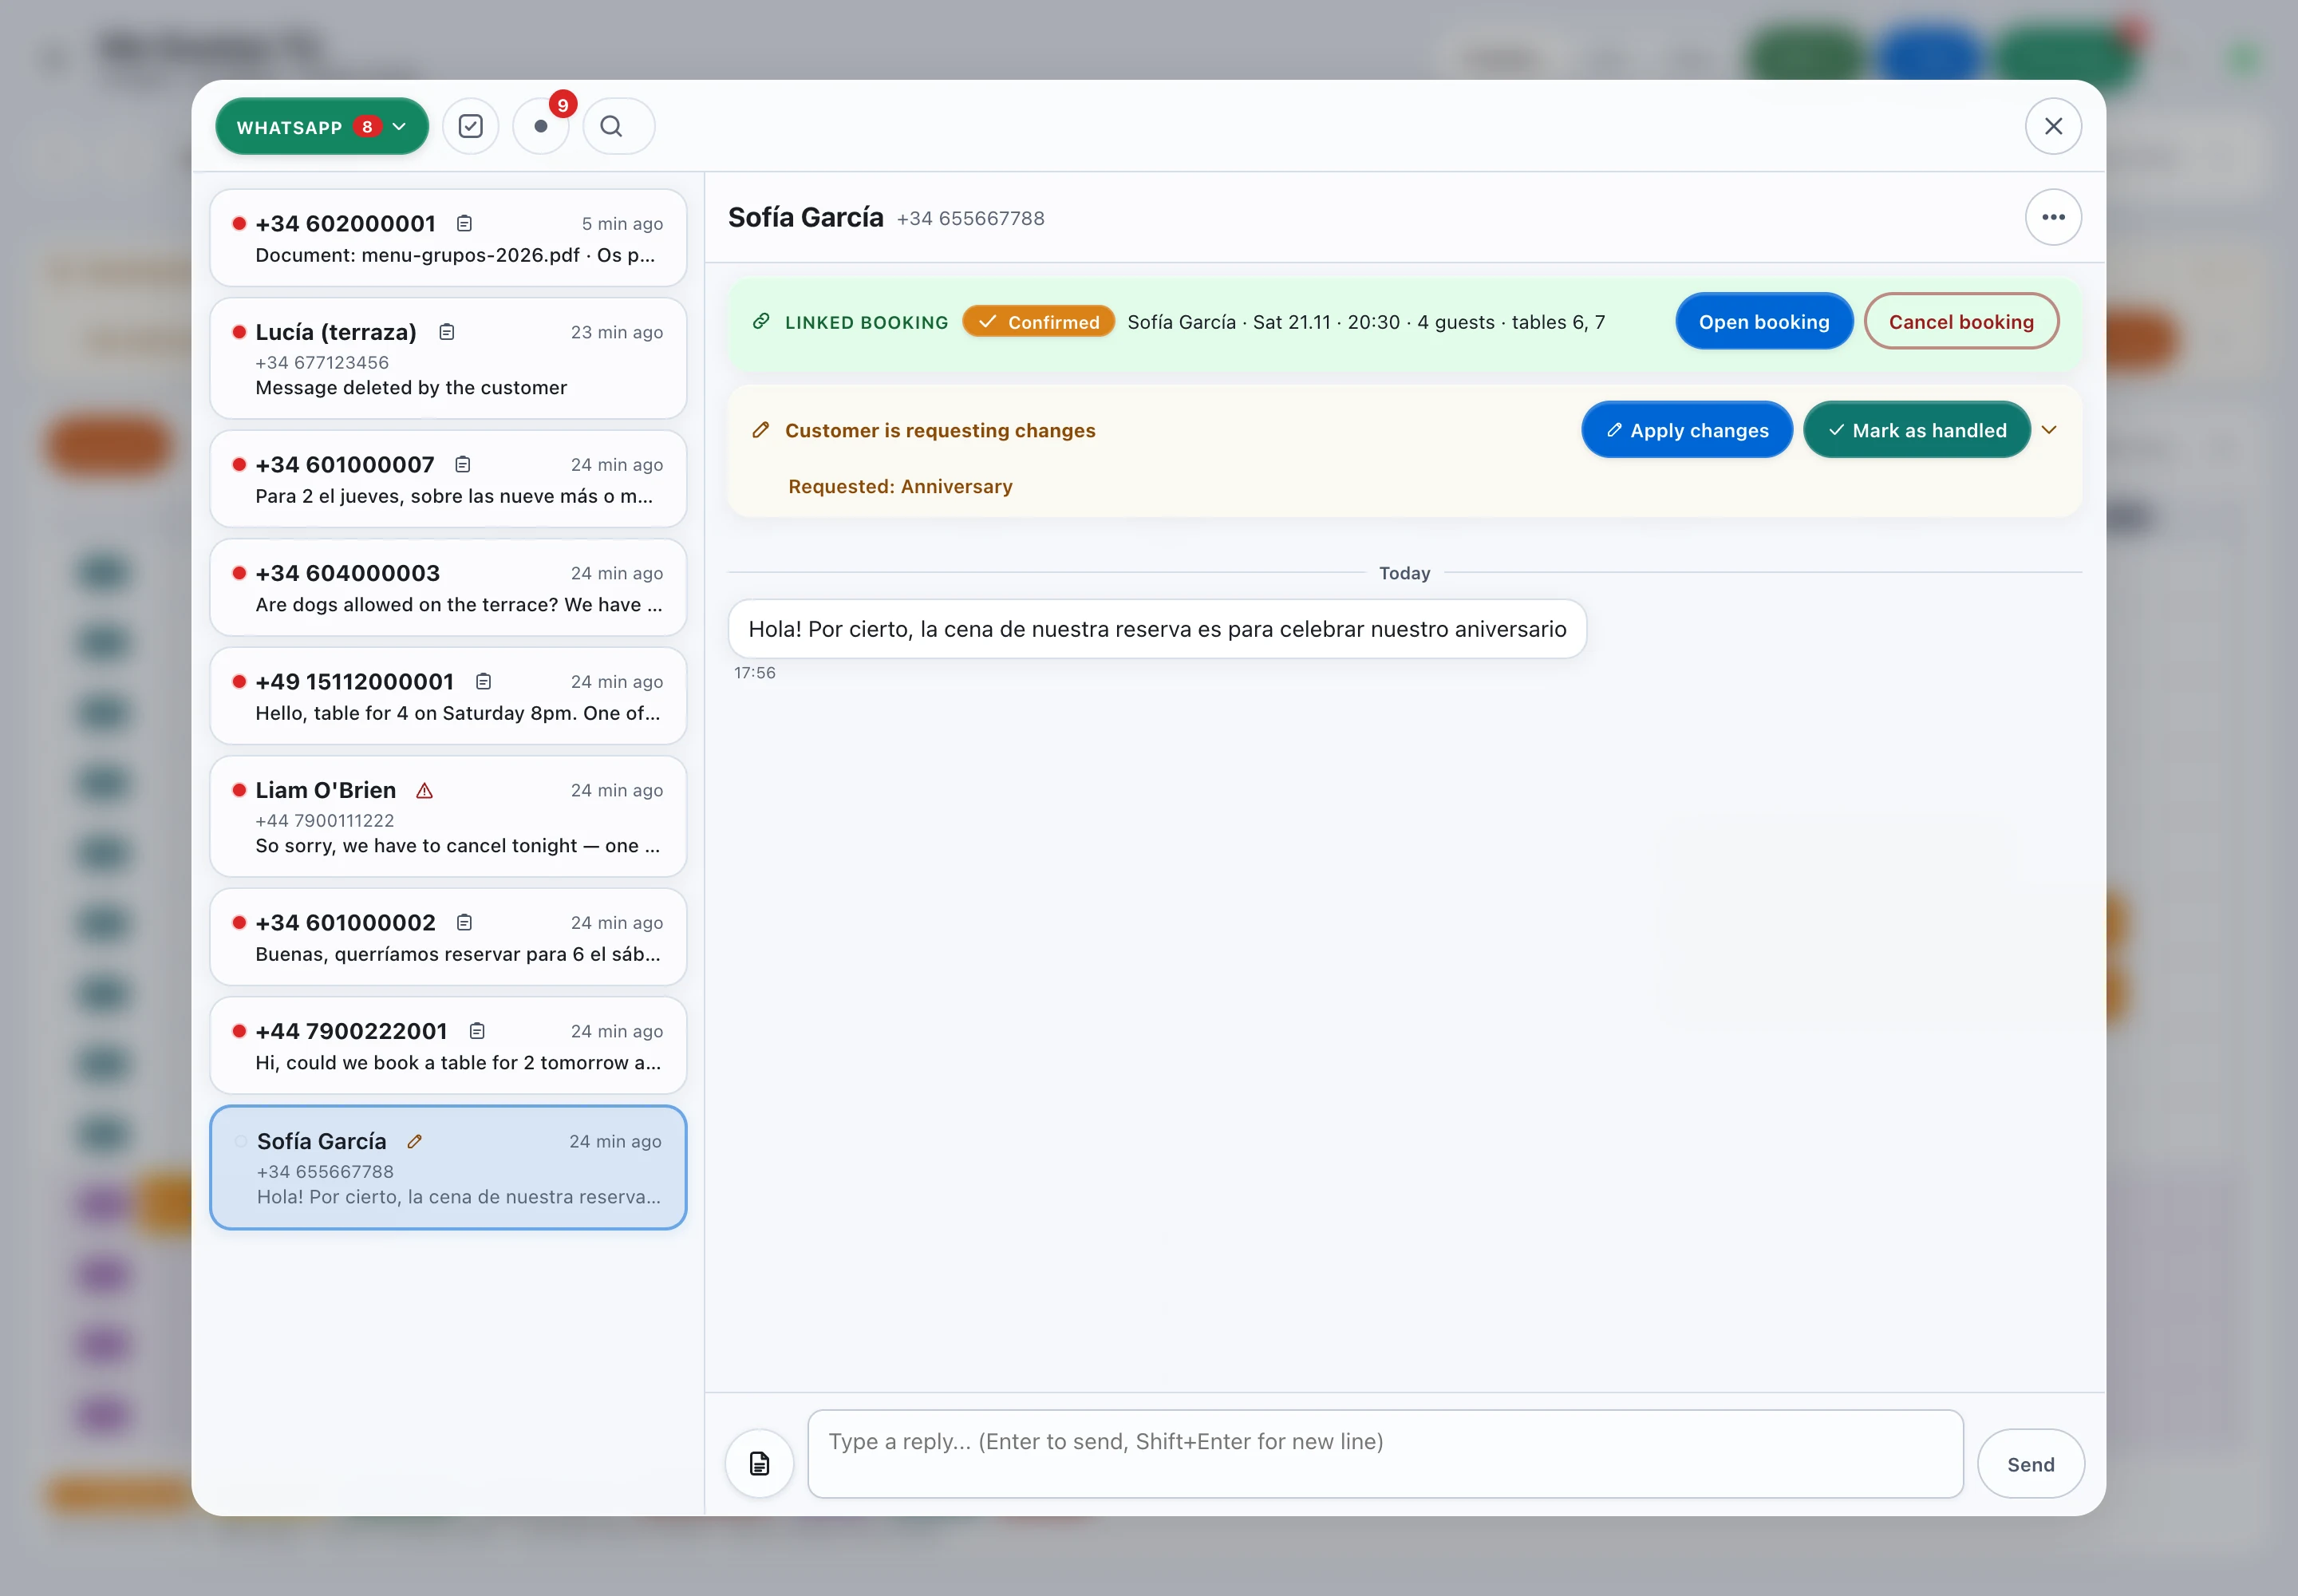 WHATSAPP 8
9
+34 602000001 5 min ago
Document: menu-grupos-2026.pdf · Os p...
Lucía (terraza) 23 min ago
+34 677123456
Message deleted by the customer
+34 601000007 24 min ago
Para 2 el jueves, sobre las nueve más o m...
+34 604000003 24 min ago
Are dogs allowed on the terrace? We have ...
+49 15112000001 24 min ago
Hello, table for 4 on Saturday 8pm. One of...
Liam O'Brien 24 min ago
+44 7900111222
So sorry, we have to cancel tonight — one ...
+34 601000002 24 min ago
Buenas, querríamos reservar para 6 el sáb...
+44 7900222001 24 min ago
Hi, could we book a table for 2 tomorrow a...
Sofía García 24 min ago
+34 655667788
Hola! Por cierto, la cena de nuestra reserva...
Sofía García +34 655667788
LINKED BOOKING Confirmed Sofía García · Sat 21.11 · 20:30 · 4 guests · tables 6, 7 Open booking Cancel booking
Customer is requesting changes Apply changes Mark as handled
Requested: Anniversary
Today
Hola! Por cierto, la cena de nuestra reserva es para celebrar nuestro aniversario
17:56
Type a reply... (Enter to send, Shift+Enter for new line)
Send